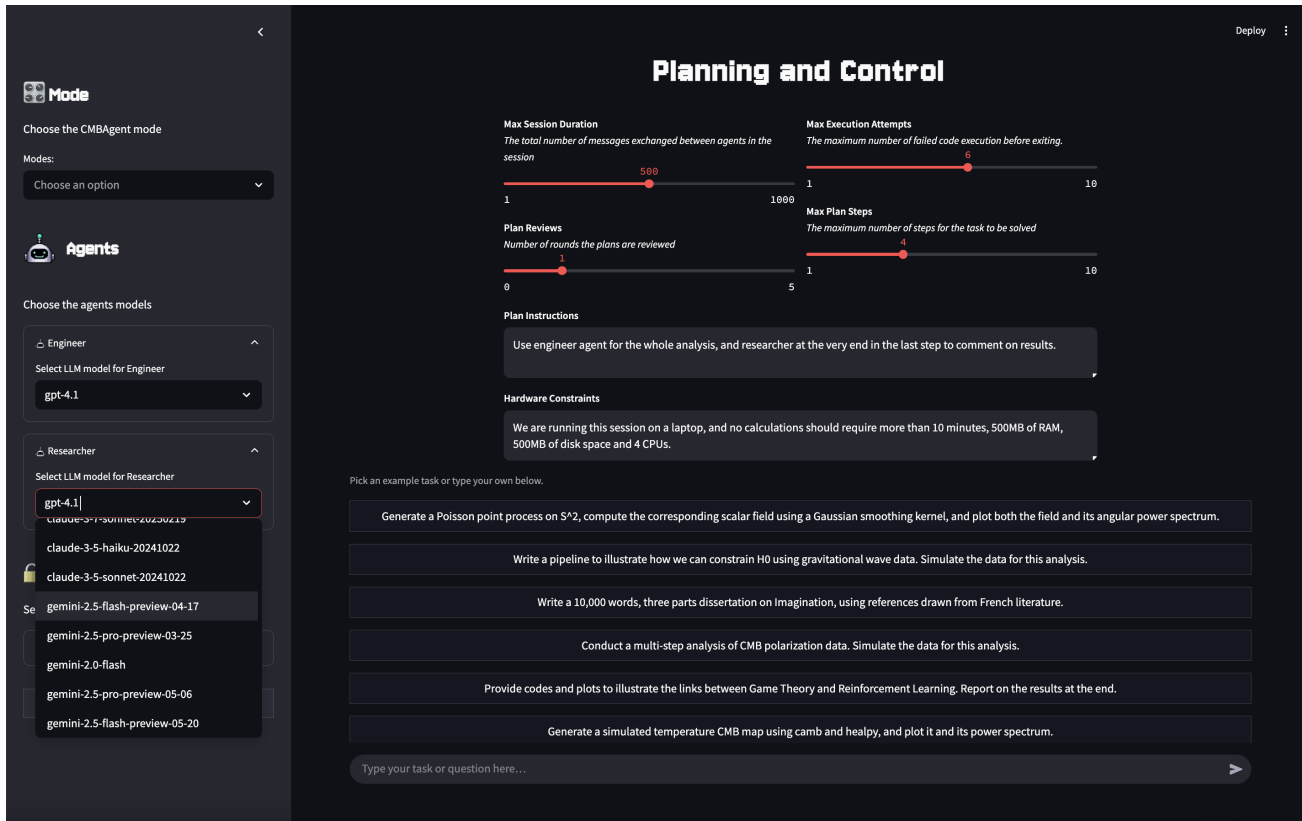 Deploy
Mode
Choose the CMBAgent mode
Modes:
Choose an option
Agents
Choose the agents models
Engineer
Select LLM model for Engineer
gpt-4.1
Researcher
Select LLM model for Researcher
gpt-4.1
claude-3-7-sonnet-20250219
claude-3-5-haiku-20241022
claude-3-5-sonnet-20241022
Se
gemini-2.5-flash-preview-04-17
gemini-2.5-pro-preview-03-25
gemini-2.0-flash
gemini-2.5-pro-preview-05-06
gemini-2.5-flash-preview-05-20
Planning and Control
Max Session Duration
The total number of messages exchanged between agents in the
session
500
1 1000
Plan Reviews
Number of rounds the plans are reviewed
1
0 5
Max Execution Attempts
The maximum number of failed code execution before exiting.
6
1 10
Max Plan Steps
The maximum number of steps for the task to be solved
4
1 10
Plan Instructions
Use engineer agent for the whole analysis, and researcher at the very end in the last step to comment on results.
Hardware Constraints
We are running this session on a laptop, and no calculations should require more than 10 minutes, 500MB of RAM,
500MB of disk space and 4 CPUs.
Pick an example task or type your own below.
Generate a Poisson point process on S^2, compute the corresponding scalar field using a Gaussian smoothing kernel, and plot both the field and its angular power spectrum.
Write a pipeline to illustrate how we can constrain H0 using gravitational wave data. Simulate the data for this analysis.
Write a 10,000 words, three parts dissertation on Imagination, using references drawn from French literature.
Conduct a multi-step analysis of CMB polarization data. Simulate the data for this analysis.
Provide codes and plots to illustrate the links between Game Theory and Reinforcement Learning. Report on the results at the end.
Generate a simulated temperature CMB map using camb and healpy, and plot it and its power spectrum.
Type your task or question here...